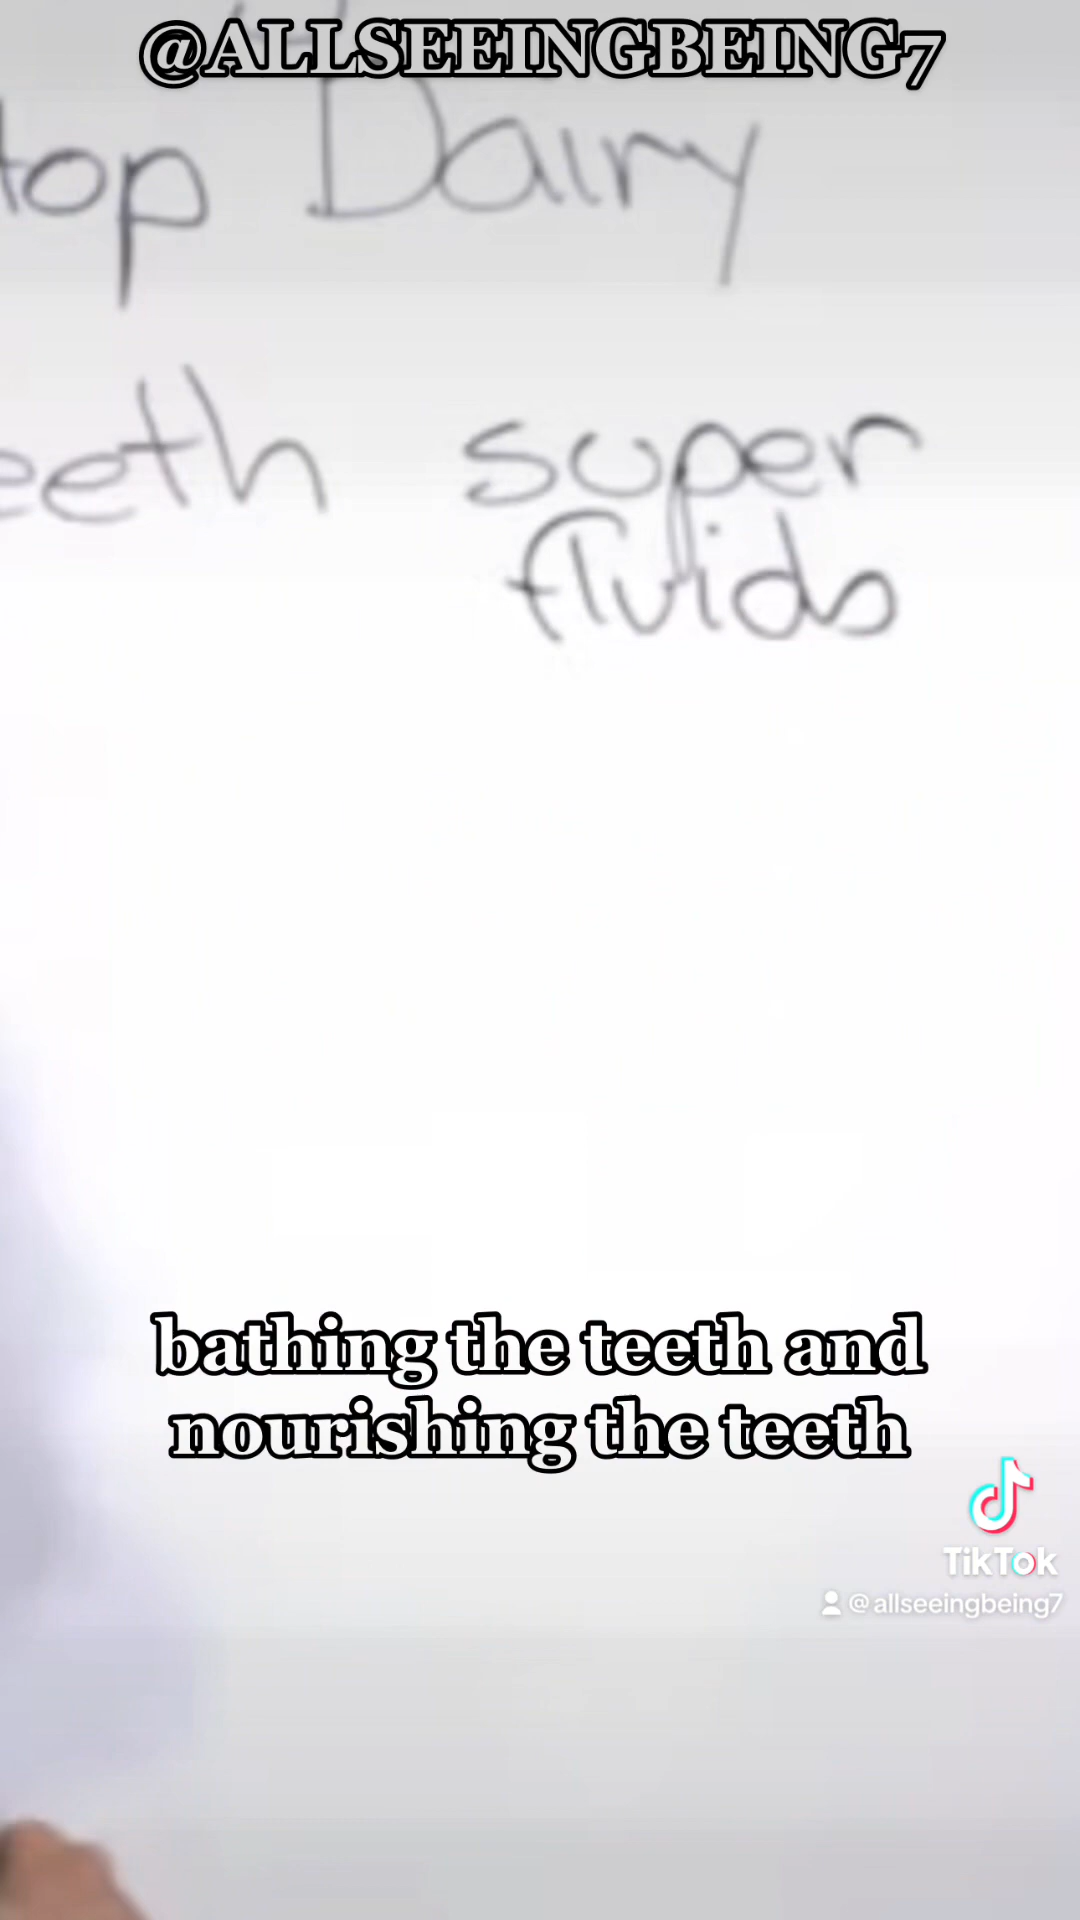 @ALLSEEINGBEING7
top Dairy
eeth super
fluids
bathing the teeth and
nourishing the teeth
TikTok
@allseeingbeing7